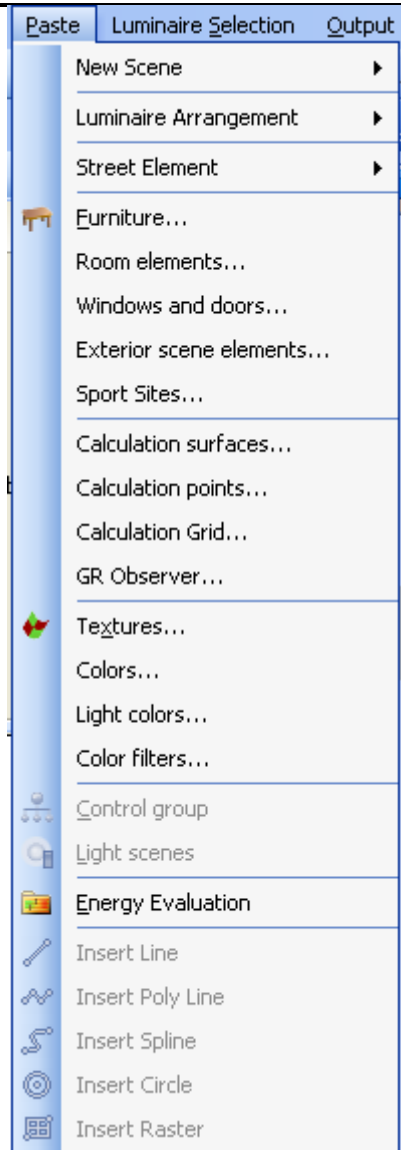 Paste Luminaire Selection Output
New Scene
Luminaire Arrangement
Street Element
Furniture...
Room elements...
Windows and doors...
Exterior scene elements...
Sport Sites...
Calculation surfaces...
Calculation points...
Calculation Grid...
GR Observer...
Textures...
Colors...
Light colors...
Color filters...
Control group
Light scenes
Energy Evaluation
Insert Line
Insert Poly Line
Insert Spline
Insert Circle
Insert Raster